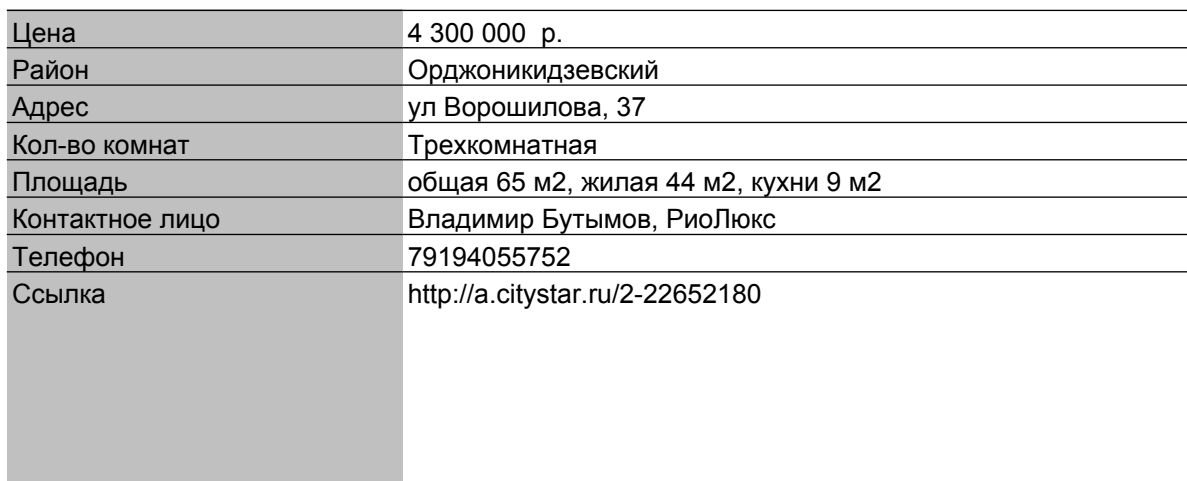 Цена 4 300 000 р.
Район Орджоникидзевский
Адрес ул Ворошилова, 37
Кол-во комнат Трехкомнатная
Площадь общая 65 м2, жилая 44 м2, кухни 9 м2
Контактное лицо Владимир Бутымов, РиоЛюкс
Телефон 79194055752
Ссылка http://a.citystar.ru/2-22652180